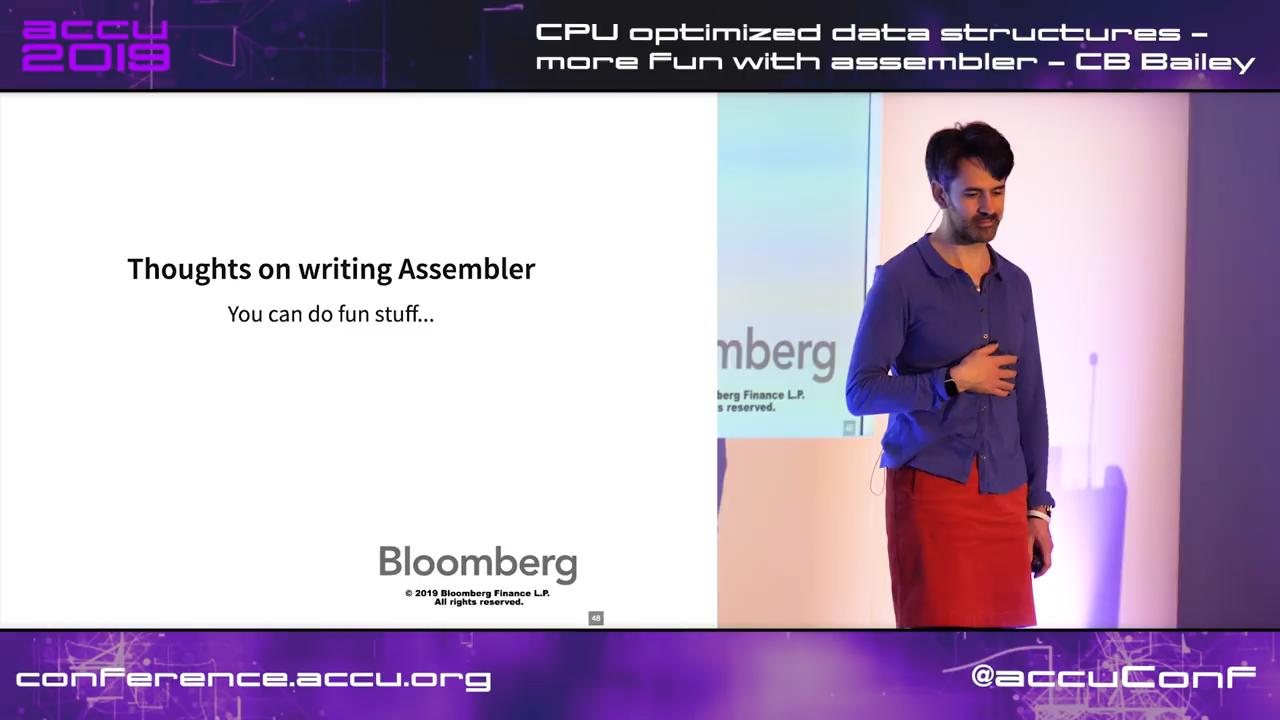 accu
2019
CPU optimized data structures –
more fun with assembler – CB Bailey
Thoughts on writing Assembler
You can do fun stuff...
Bloomberg
© 2019 Bloomberg Finance L.P.
All rights reserved.
48
mberg
berg Finance L.P.
s reserved.
48
conference.accu.org
@accuConf